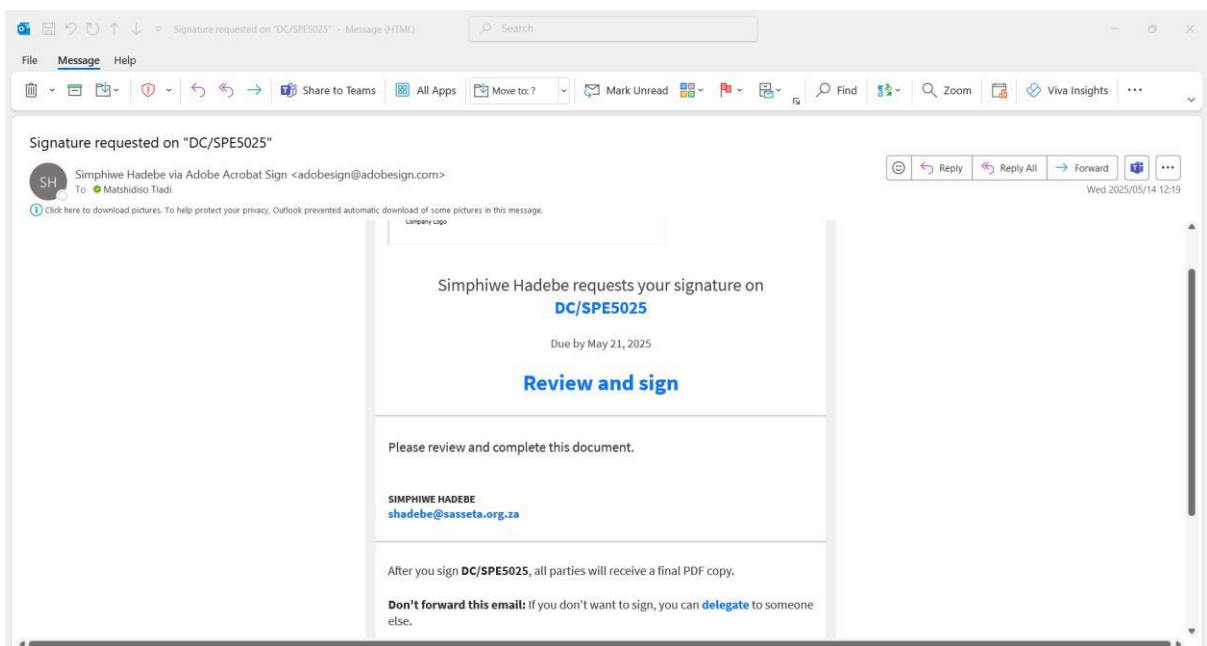 Signature requested on "DC/SPE5025" - Message (HTML)
Search
File Message Help
Share to Teams All Apps Move to: ? Mark Unread Find Zoom Viva Insights
Signature requested on "DC/SPE5025"
SH
Simphiwe Hadebe via Adobe Acrobat Sign <adobesign@adobesign.com>
To Matshidiso Tladi
Reply Reply All Forward
Wed 2025/05/14 12:19
Click here to download pictures. To help protect your privacy, Outlook prevented automatic download of some pictures in this message.
Company Logo
Simphiwe Hadebe requests your signature on
DC/SPE5025
Due by May 21, 2025
Review and sign
Please review and complete this document.
SIMPHIWE HADEBE
shadebe@sasseta.org.za
After you sign DC/SPE5025, all parties will receive a final PDF copy.
Don't forward this email: If you don't want to sign, you can delegate to someone
else.